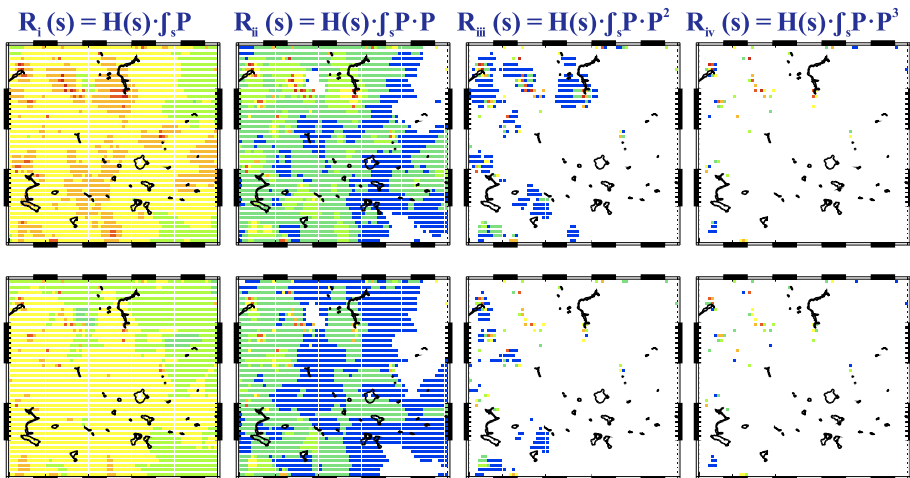 Rᵢ (s) = H(s)·∫ₛP
Rᵢᵢ (s) = H(s)·∫ₛP·P
Rᵢᵢᵢ (s) = H(s)·∫ₛP·P²
Rᵢᵥ (s) = H(s)·∫ₛP·P³